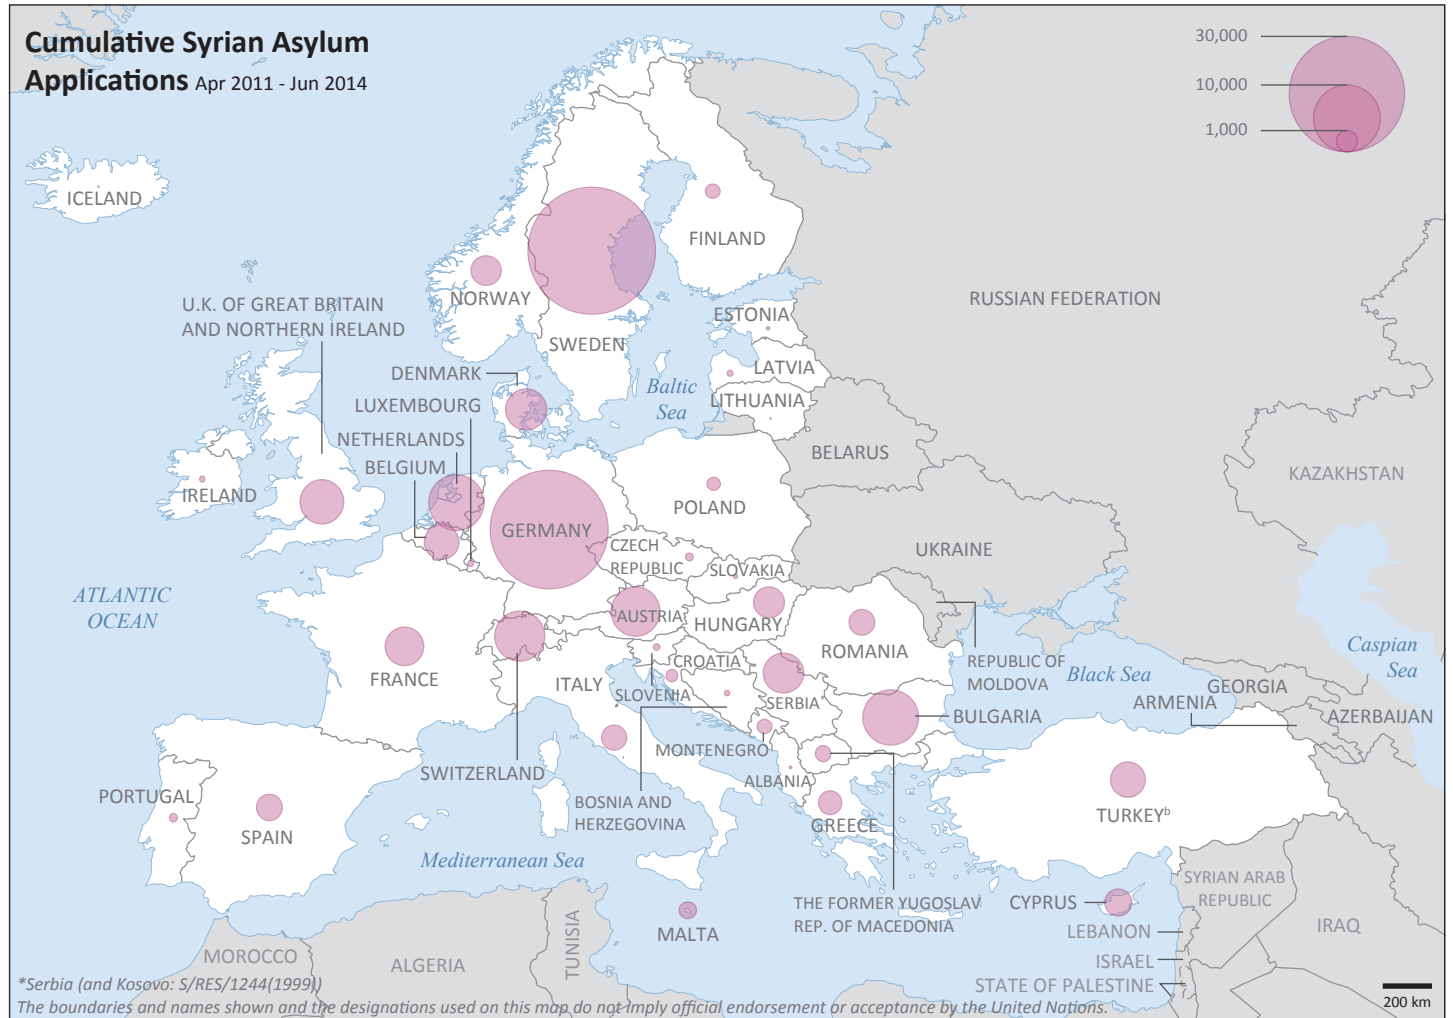 Cumulative Syrian Asylum
Applications Apr 2011 - Jun 2014
30,000
10,000
1,000
ICELAND
FINLAND
U.K. OF GREAT BRITAIN
AND NORTHERN IRELAND
NORWAY
RUSSIAN FEDERATION
ESTONIA
SWEDEN
DENMARK
LATVIA
LUXEMBOURG
Baltic
Sea
LITHUANIA
NETHERLANDS
BELGIUM
BELARUS
KAZAKHSTAN
IRELAND
POLAND
GERMANY
CZECH
REPUBLIC
UKRAINE
SLOVAKIA
ATLANTIC
OCEAN
AUSTRIA
HUNGARY
ROMANIA
REPUBLIC OF
MOLDOVA
Black Sea
Caspian
Sea
FRANCE
CROATIA
ITALY
SLOVENIA
SERBIA*
GEORGIA
ARMENIA
AZERBAIJAN
BULGARIA
MONTENEGRO
SWITZERLAND
ALBANIA
PORTUGAL
BOSNIA AND
HERZEGOVINA
SPAIN
GREECE
TURKEYb
Mediterranean Sea
SYRIAN ARAB
REPUBLIC
THE FORMER YUGOSLAV
REP. OF MACEDONIA
CYPRUS
LEBANON
IRAQ
MALTA
TUNISIA
MOROCCO
ALGERIA
ISRAEL
STATE OF PALESTINE
*Serbia (and Kosovo: S/RES/1244(1999))
The boundaries and names shown and the designations used on this map do not imply official endorsement or acceptance by the United Nations.
200 km